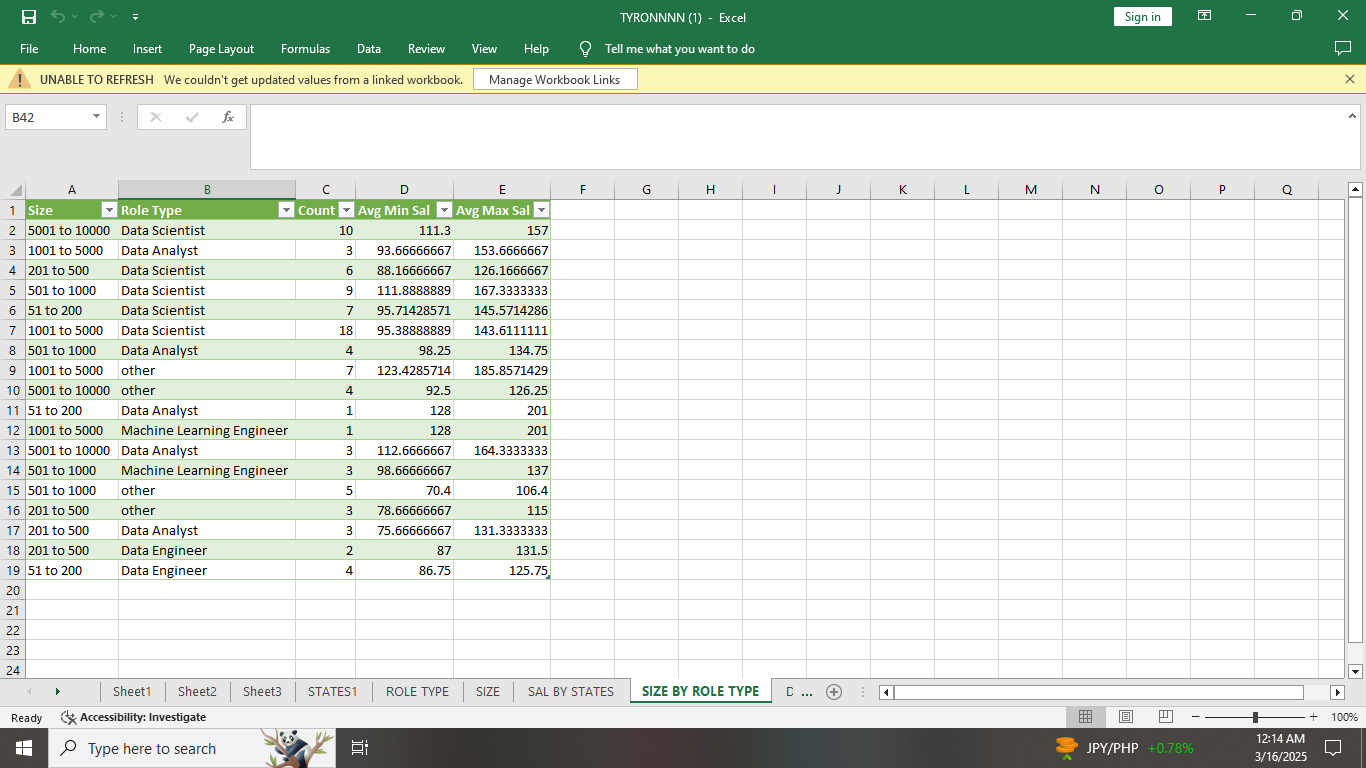 TYRONNNN (1) - Excel
Sign in
File Home Insert Page Layout Formulas Data Review View Help Tell me what you want to do
UNABLE TO REFRESH We couldn't get updated values from a linked workbook. Manage Workbook Links
B42 fx
A B C D E F G H I J K L M N O P Q
1 Size Role Type Count Avg Min Sal Avg Max Sal
2 5001 to 10000 Data Scientist 10 111.3 157
3 1001 to 5000 Data Analyst 3 93.66666667 153.6666667
4 201 to 500 Data Scientist 6 88.16666667 126.1666667
5 501 to 1000 Data Scientist 9 111.8888889 167.3333333
6 51 to 200 Data Scientist 7 95.71428571 145.5714286
7 1001 to 5000 Data Scientist 18 95.38888889 143.6111111
8 501 to 1000 Data Analyst 4 98.25 134.75
9 1001 to 5000 other 7 123.4285714 185.8571429
10 5001 to 10000 other 4 92.5 126.25
11 51 to 200 Data Analyst 1 128 201
12 1001 to 5000 Machine Learning Engineer 1 128 201
13 5001 to 10000 Data Analyst 3 112.6666667 164.3333333
14 501 to 1000 Machine Learning Engineer 3 98.66666667 137
15 501 to 1000 other 5 70.4 106.4
16 201 to 500 other 3 78.66666667 115
17 201 to 500 Data Analyst 3 75.66666667 131.3333333
18 201 to 500 Data Engineer 2 87 131.5
19 51 to 200 Data Engineer 4 86.75 125.75
20
21
22
23
24
Sheet1 Sheet2 Sheet3 STATES1 ROLE TYPE SIZE SAL BY STATES SIZE BY ROLE TYPE D ...
Ready Accessibility: Investigate 100%
Type here to search JPY/PHP +0.78% 12:14 AM
3/16/2025